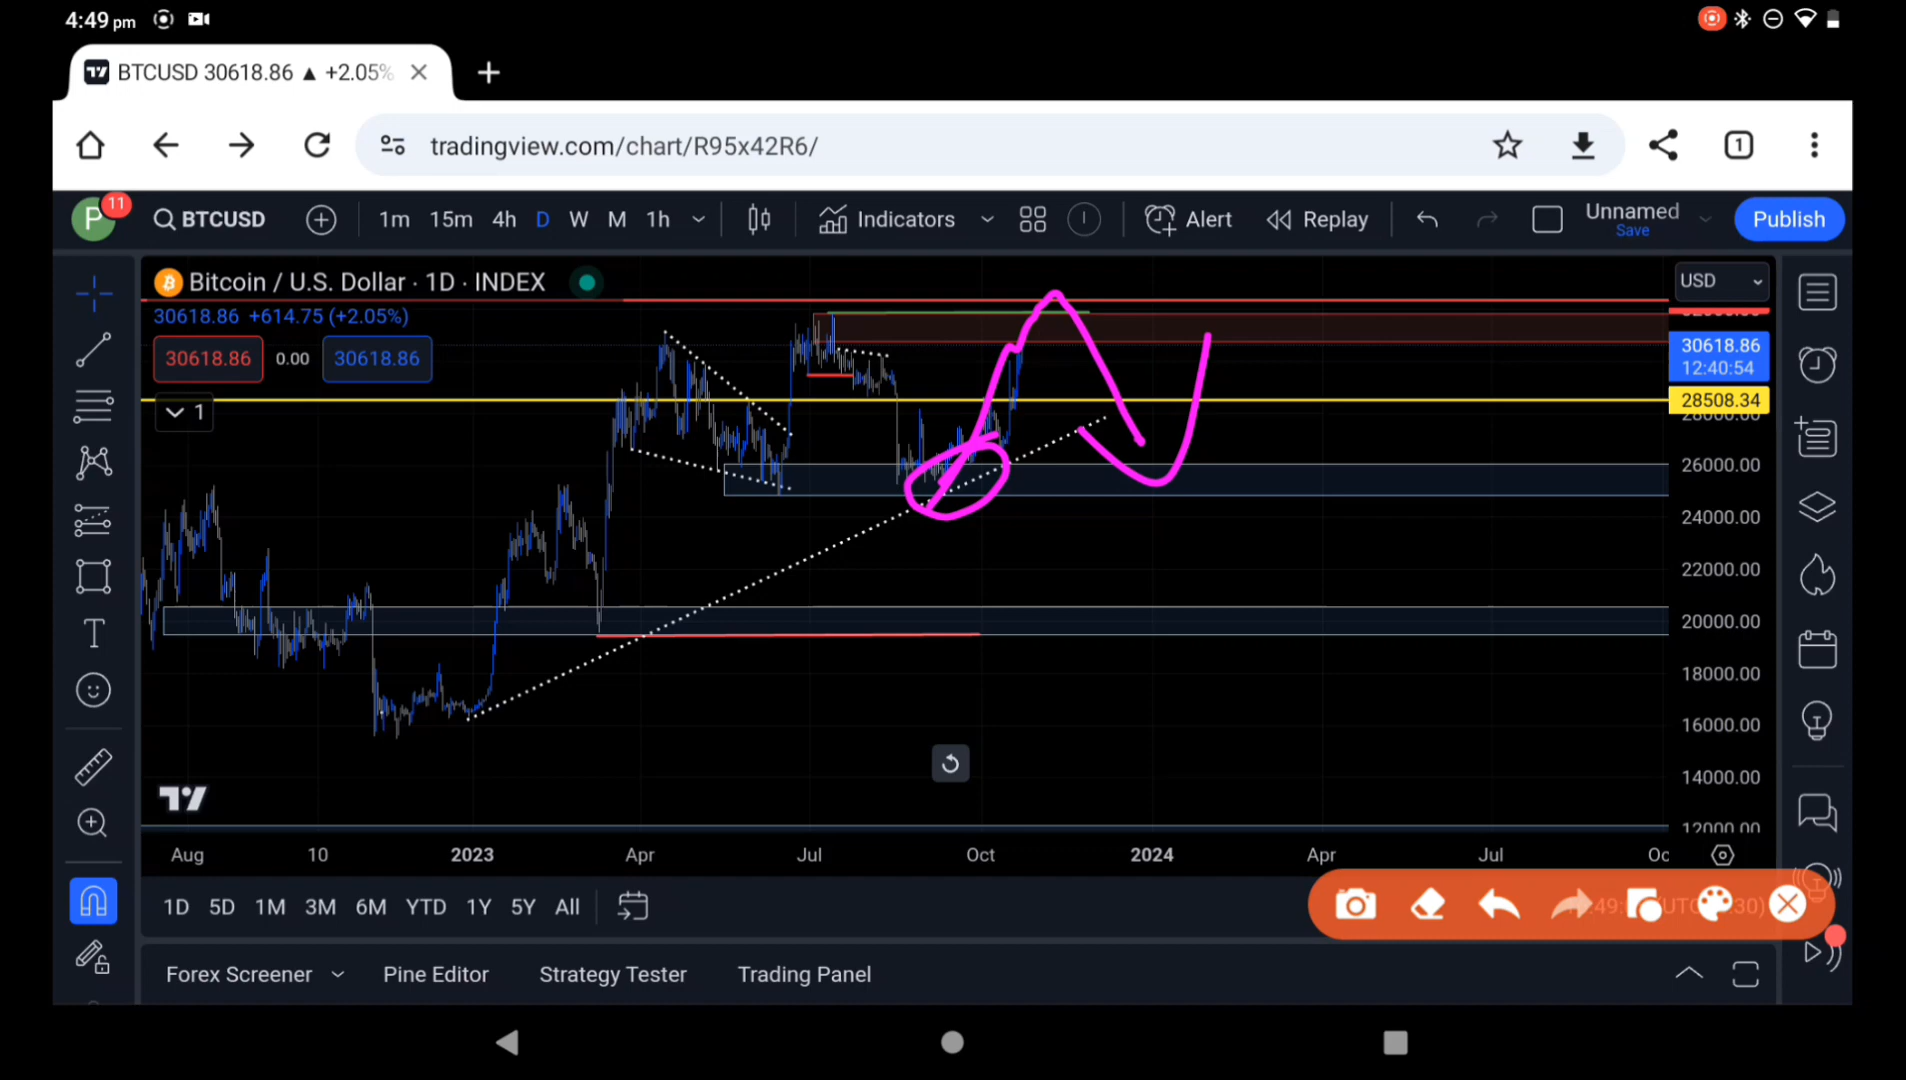 4:49 pm
BTCUSD 30618.86 ▲ +2.05%
tradingview.com/chart/R95x42R6/
1
P
11
BTCUSD
1m 15m 4h D W M 1h
Indicators
Alert
Replay
Unnamed
Save
Publish
Bitcoin / U.S. Dollar · 1D · INDEX
USD
30618.86 +614.75 (+2.05%)
30618.86 0.00 30618.86
1
30618.86
12:40:54
28508.34
28000.00
26000.00
24000.00
22000.00
20000.00
18000.00
16000.00
14000.00
12000.00
Aug 10 2023 Apr Jul Oct 2024 Apr Jul Oc
1D 5D 1M 3M 6M YTD 1Y 5Y All
Forex Screener Pine Editor Strategy Tester Trading Panel